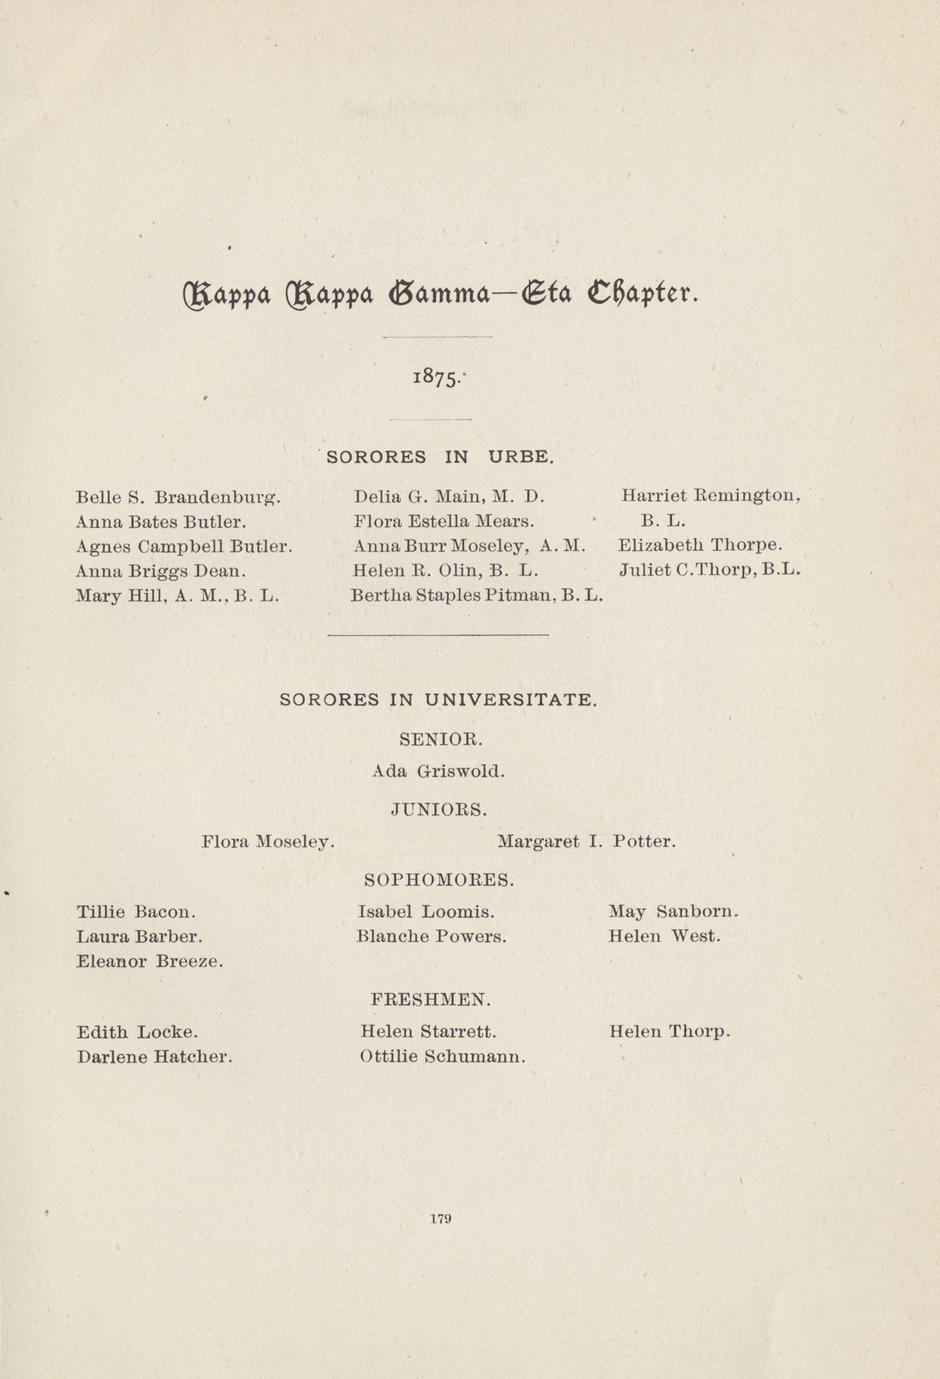 Kappa Kappa Gamma—Eta Chapter.
1875.
SORORES IN URBE.
Belle S. Brandenburg.
Anna Bates Butler.
Agnes Campbell Butler.
Anna Briggs Dean.
Mary Hill, A. M., B. L.
Delia G. Main, M. D.
Flora Estella Mears.
Anna Burr Moseley, A. M.
Helen R. Olin, B. L.
Bertha Staples Pitman, B. L.
Harriet Remington,
B. L.
Elizabeth Thorpe.
Juliet C. Thorp, B.L.
SORORES IN UNIVERSITATE.
SENIOR.
Ada Griswold.
JUNIORS.
Flora Moseley.
Margaret I. Potter.
SOPHOMORES.
Tillie Bacon.
Laura Barber.
Eleanor Breeze.
Isabel Loomis.
Blanche Powers.
May Sanborn.
Helen West.
FRESHMEN.
Edith Locke.
Darlene Hatcher.
Helen Starrett.
Ottilie Schumann.
Helen Thorp.
179